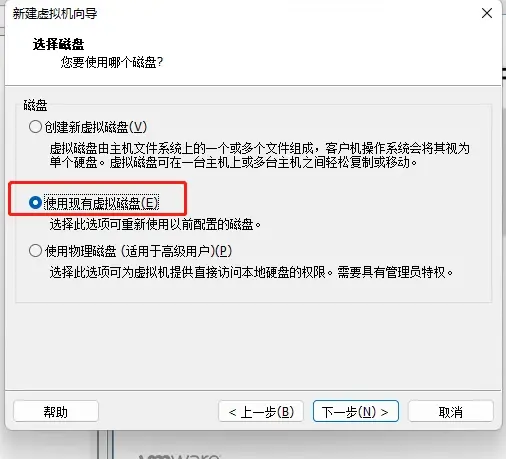 新建虚拟机向导
选择磁盘
您要使用哪个磁盘?
磁盘
创建新虚拟磁盘(V)
虚拟磁盘由主机文件系统上的一个或多个文件组成，客户机操作系统会将其视为
单个硬盘。虚拟磁盘可在一台主机上或多台主机之间轻松复制或移动。
使用现有虚拟磁盘(E)
选择此选项可重新使用以前配置的磁盘。
使用物理磁盘 (适用于高级用户)(P)
选择此选项可为虚拟机提供直接访问本地硬盘的权限。需要具有管理员特权。
帮助
< 上一步(B)
下一步(N) >
取消
vmware